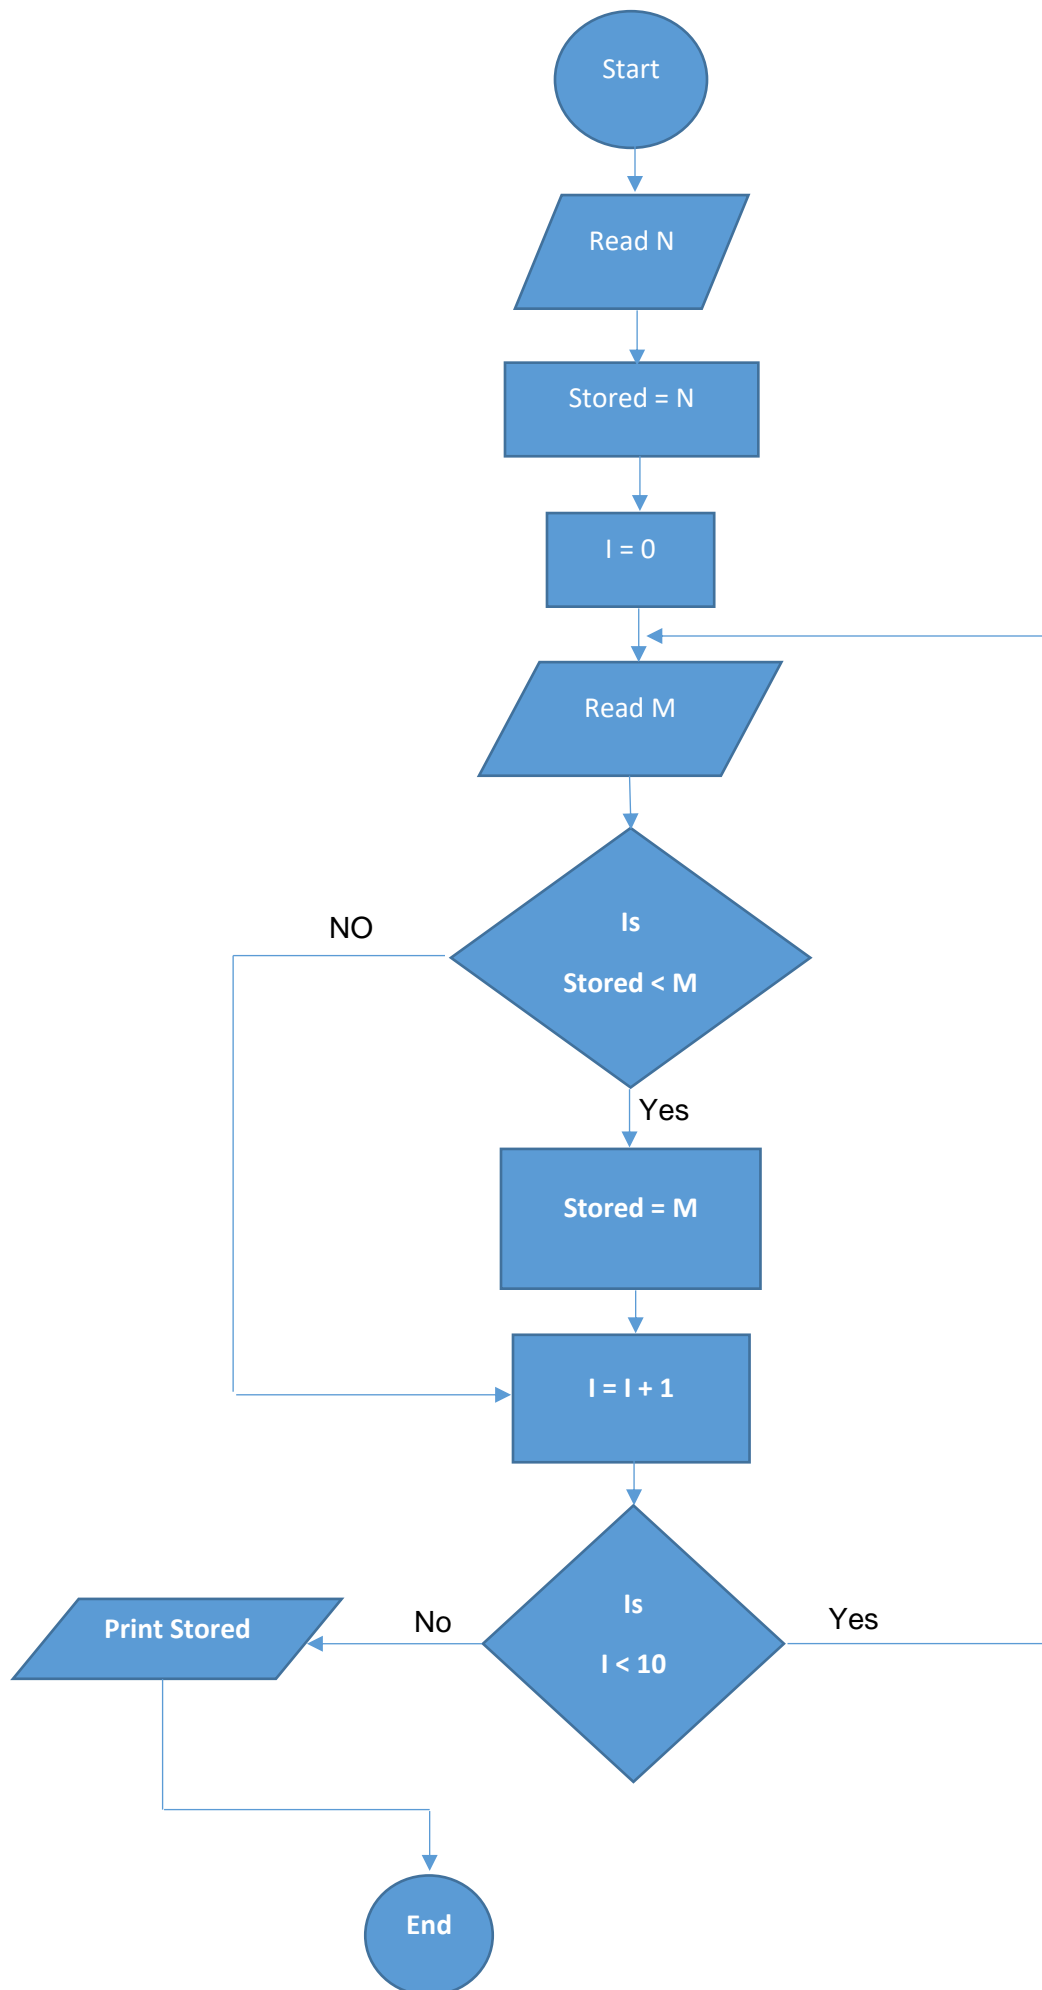 Start
Read N
Stored = N
I = 0
Read M
Is
Stored < M
NO
Yes
Stored = M
I = I + 1
Is
I < 10
No
Yes
Print Stored
End